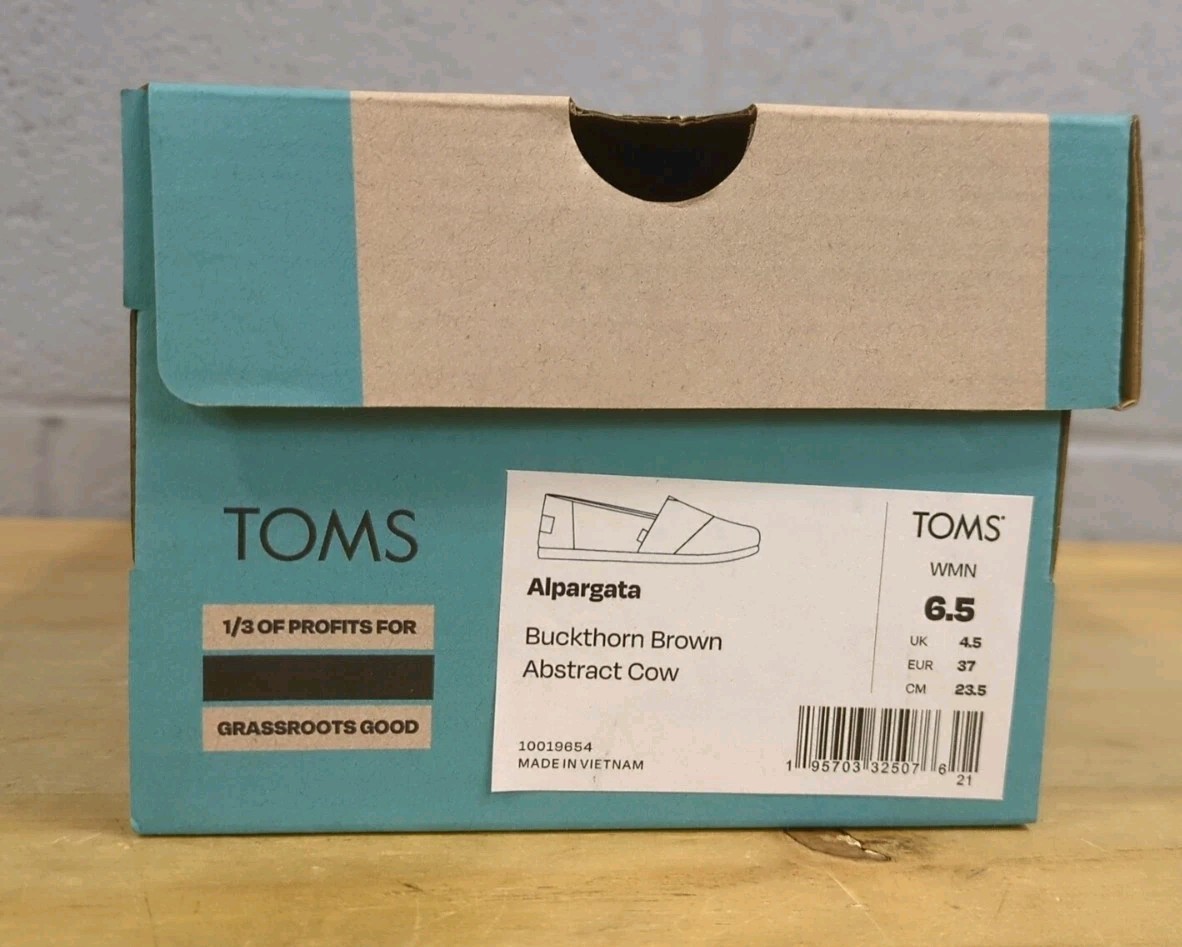 TOMS
1/3 OF PROFITS FOR
GRASSROOTS GOOD
Alpargata
Buckthorn Brown
Abstract Cow
10019654
MADE IN VIETNAM
TOMS
WMN
6.5
UK 4.5
EUR 37
CM 23.5
1 95703 32507 6
21